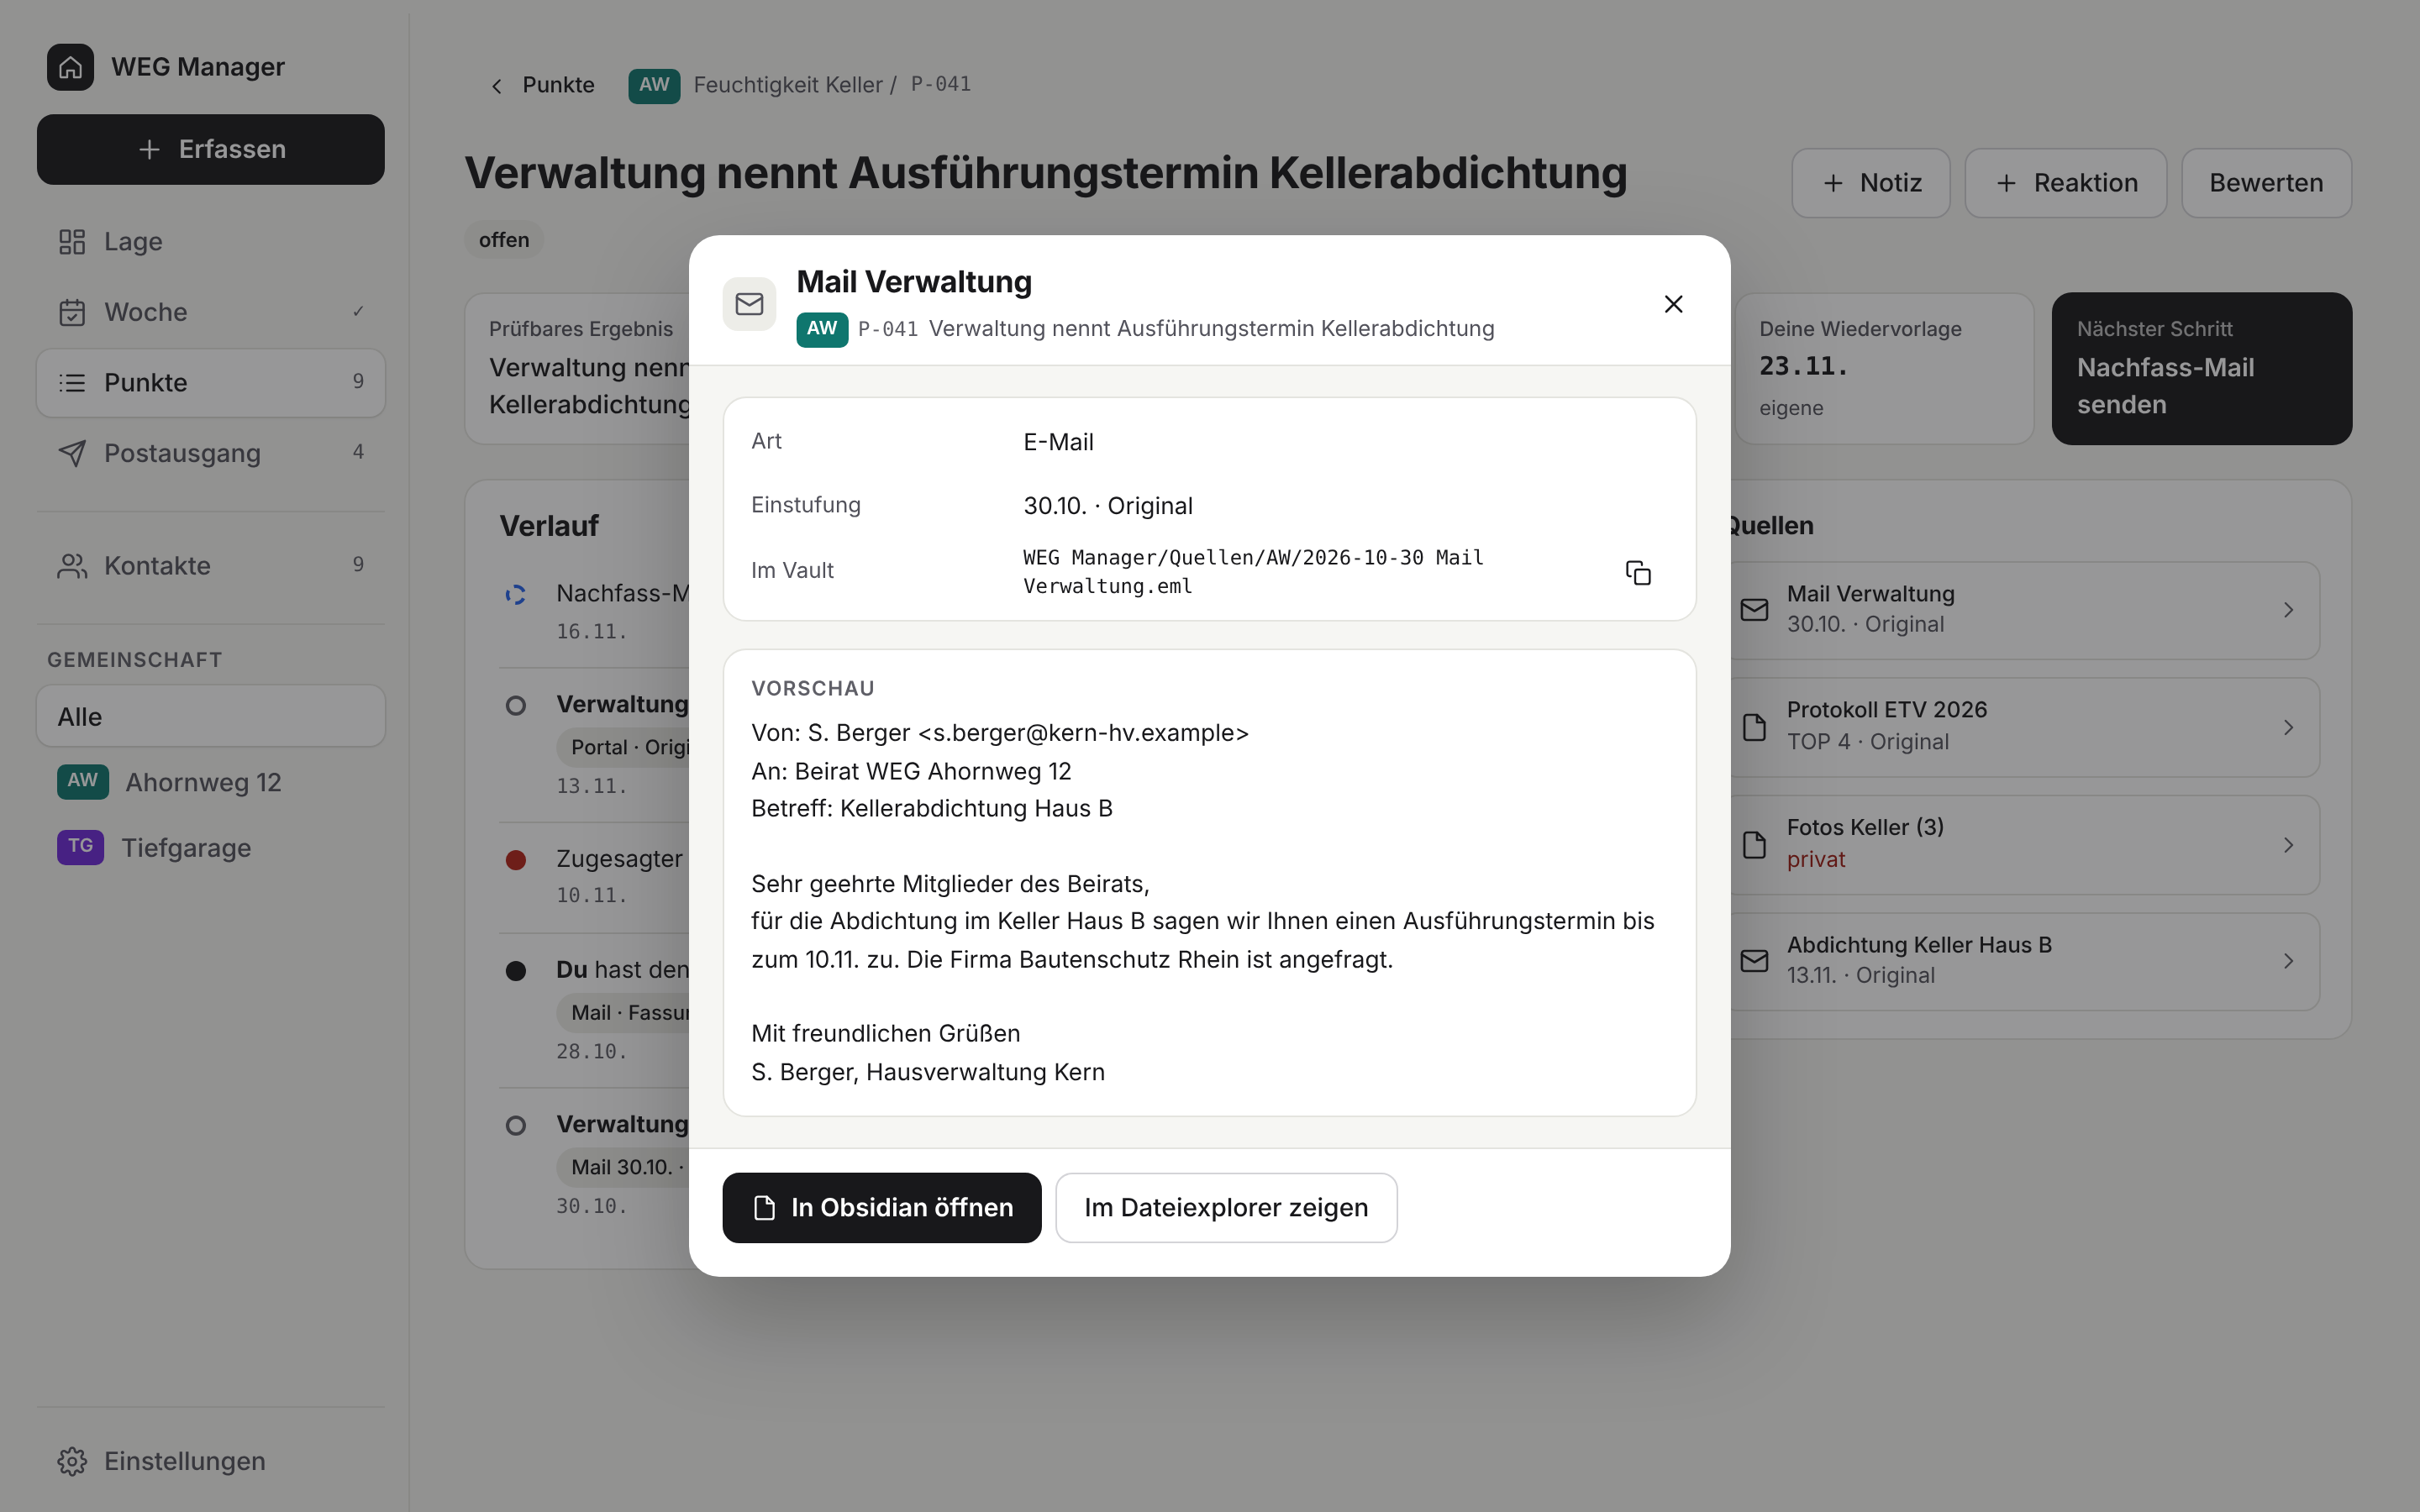 WEG Manager
Erfassen
Lage
Woche ✓
Punkte 9
Postausgang 4
Kontakte 9
GEMEINSCHAFT
Alle
AW Ahornweg 12
TG Tiefgarage
Einstellungen
Punkte AW Feuchtigkeit Keller / P-041
Verwaltung nennt Ausführungstermin Kellerabdichtung
Notiz
Reaktion
Bewerten
offen
Prüfbares Ergebnis
Verwaltung nenn
Kellerabdichtung
Deine Wiedervorlage
23.11.
eigene
Nächster Schritt
Nachfass-Mail
senden
Verlauf
Nachfass-M
16.11.
Verwaltung
Portal · Origi
13.11.
Zugesagter
10.11.
Du hast den
Mail · Fassu
28.10.
Verwaltung
Mail 30.10. ·
30.10.
Mail Verwaltung
AW P-041 Verwaltung nennt Ausführungstermin Kellerabdichtung
Art E-Mail
Einstufung 30.10. · Original
Im Vault WEG Manager/Quellen/AW/2026-10-30 Mail
Verwaltung.eml
VORSCHAU
Von: S. Berger <s.berger@kern-hv.example>
An: Beirat WEG Ahornweg 12
Betreff: Kellerabdichtung Haus B
Sehr geehrte Mitglieder des Beirats,
für die Abdichtung im Keller Haus B sagen wir Ihnen einen Ausführungstermin bis
zum 10.11. zu. Die Firma Bautenschutz Rhein ist angefragt.
Mit freundlichen Grüßen
S. Berger, Hausverwaltung Kern
In Obsidian öffnen
Im Dateiexplorer zeigen
Quellen
Mail Verwaltung
30.10. · Original
Protokoll ETV 2026
TOP 4 · Original
Fotos Keller (3)
privat
Abdichtung Keller Haus B
13.11. · Original